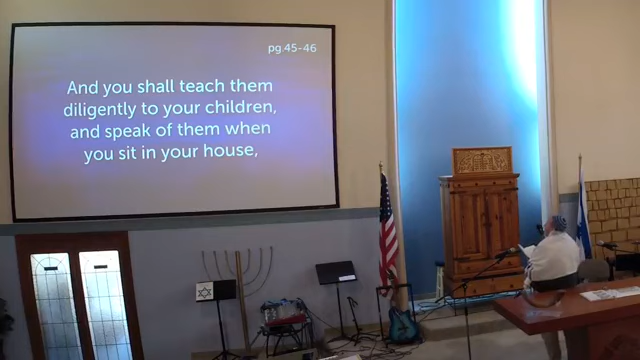 pg.45-46
And you shall teach them
diligently to your children,
and speak of them when
you sit in your house,